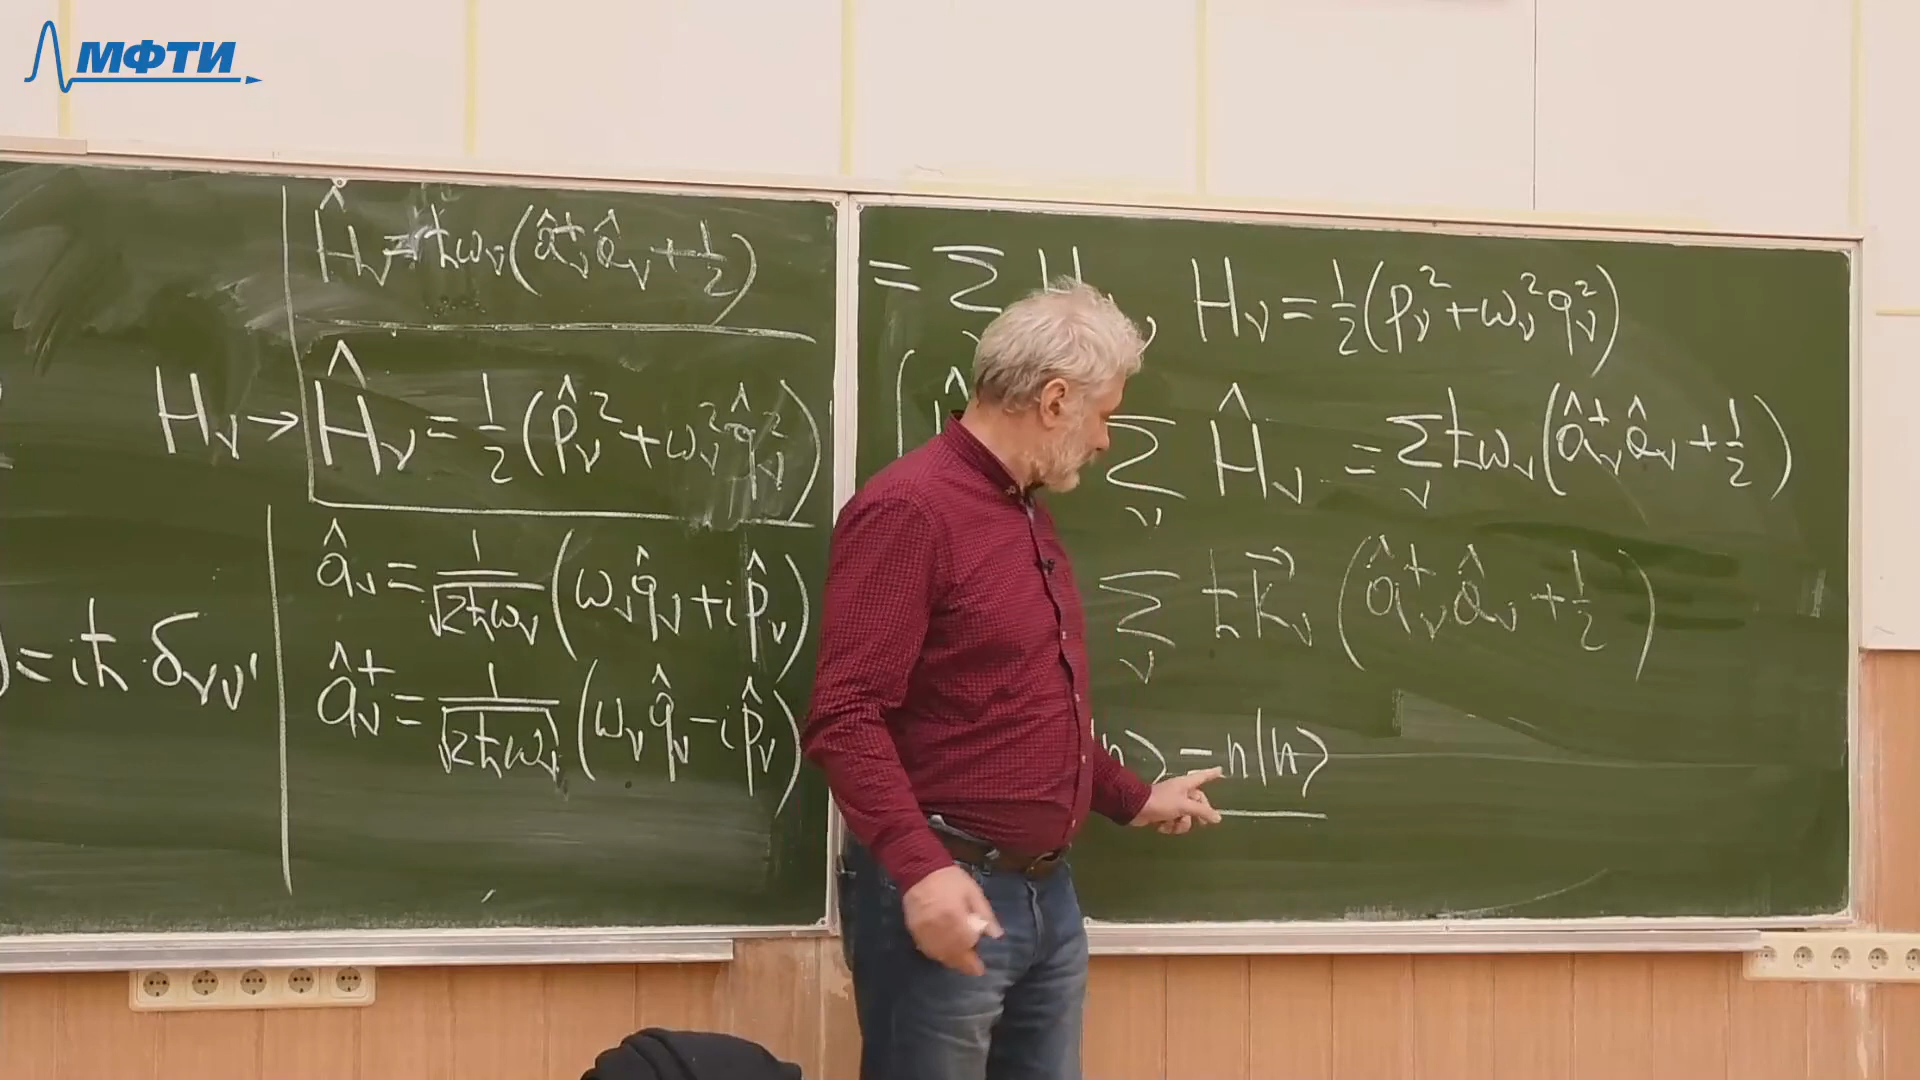 МФТИ
Ĥ_ν = ħω_ν(â⁺_ν â_ν + 1/2)
H_ν → Ĥ_ν = 1/2 (p̂_ν² + ω_ν² q̂_ν²)
) = iħ δ_νν'
â_ν = 1/√(2ħω_ν) (ω_ν q̂_ν + i p̂_ν)
â⁺_ν = 1/√(2ħω_ν) (ω_ν q̂_ν − i p̂_ν)
= Σ_ν H , H_ν = 1/2 (p_ν² + ω_ν² q_ν²)
Σ_ν Ĥ_ν = Σ_ν ħω_ν (â⁺_ν â_ν + 1/2)
Σ_ν ħk⃗_ν (â⁺_ν â_ν + 1/2)
n⟩ = n|n⟩